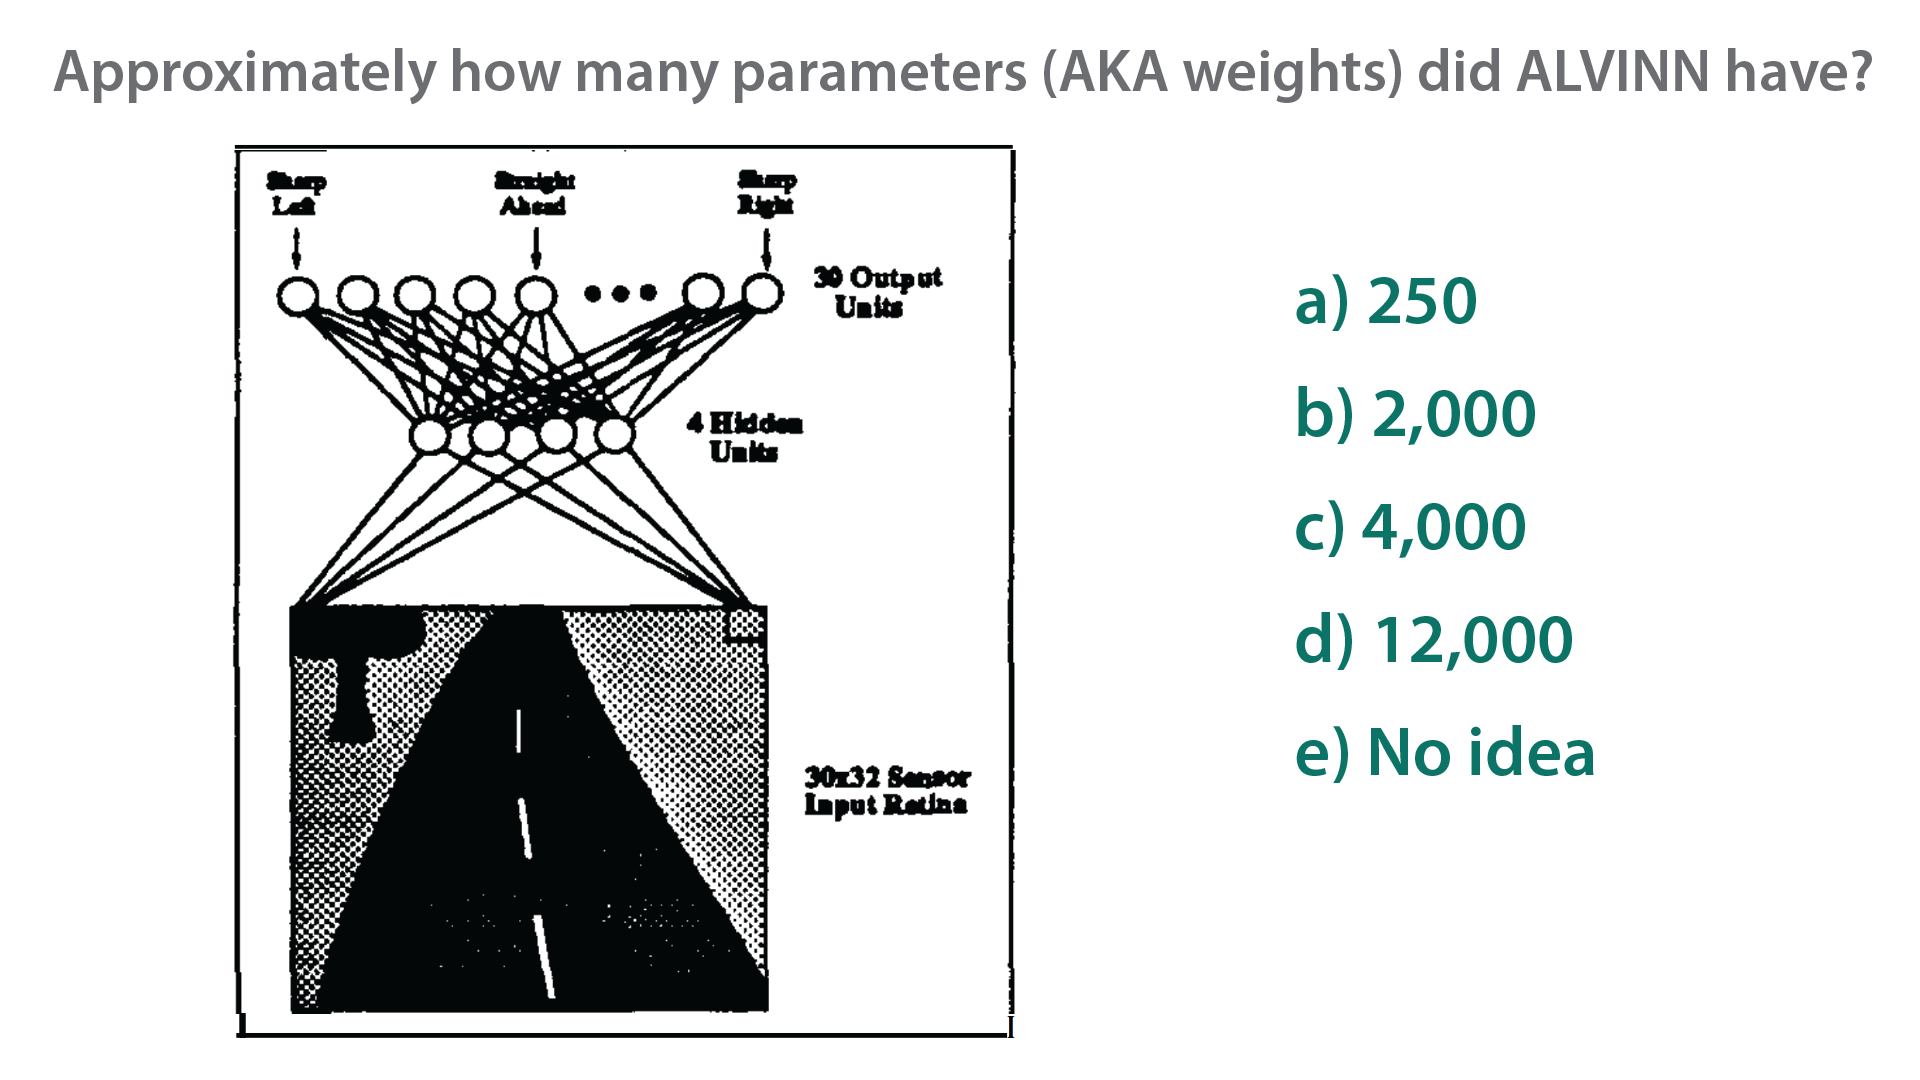 Approximately how many parameters (AKA weights) did ALVINN have?
Sharp
Left
Straight
Ahead
Sharp
Right
30 Output
Units
4 Hidden
Units
30x32 Sensor
Input Retina
a) 250
b) 2,000
c) 4,000
d) 12,000
e) No idea